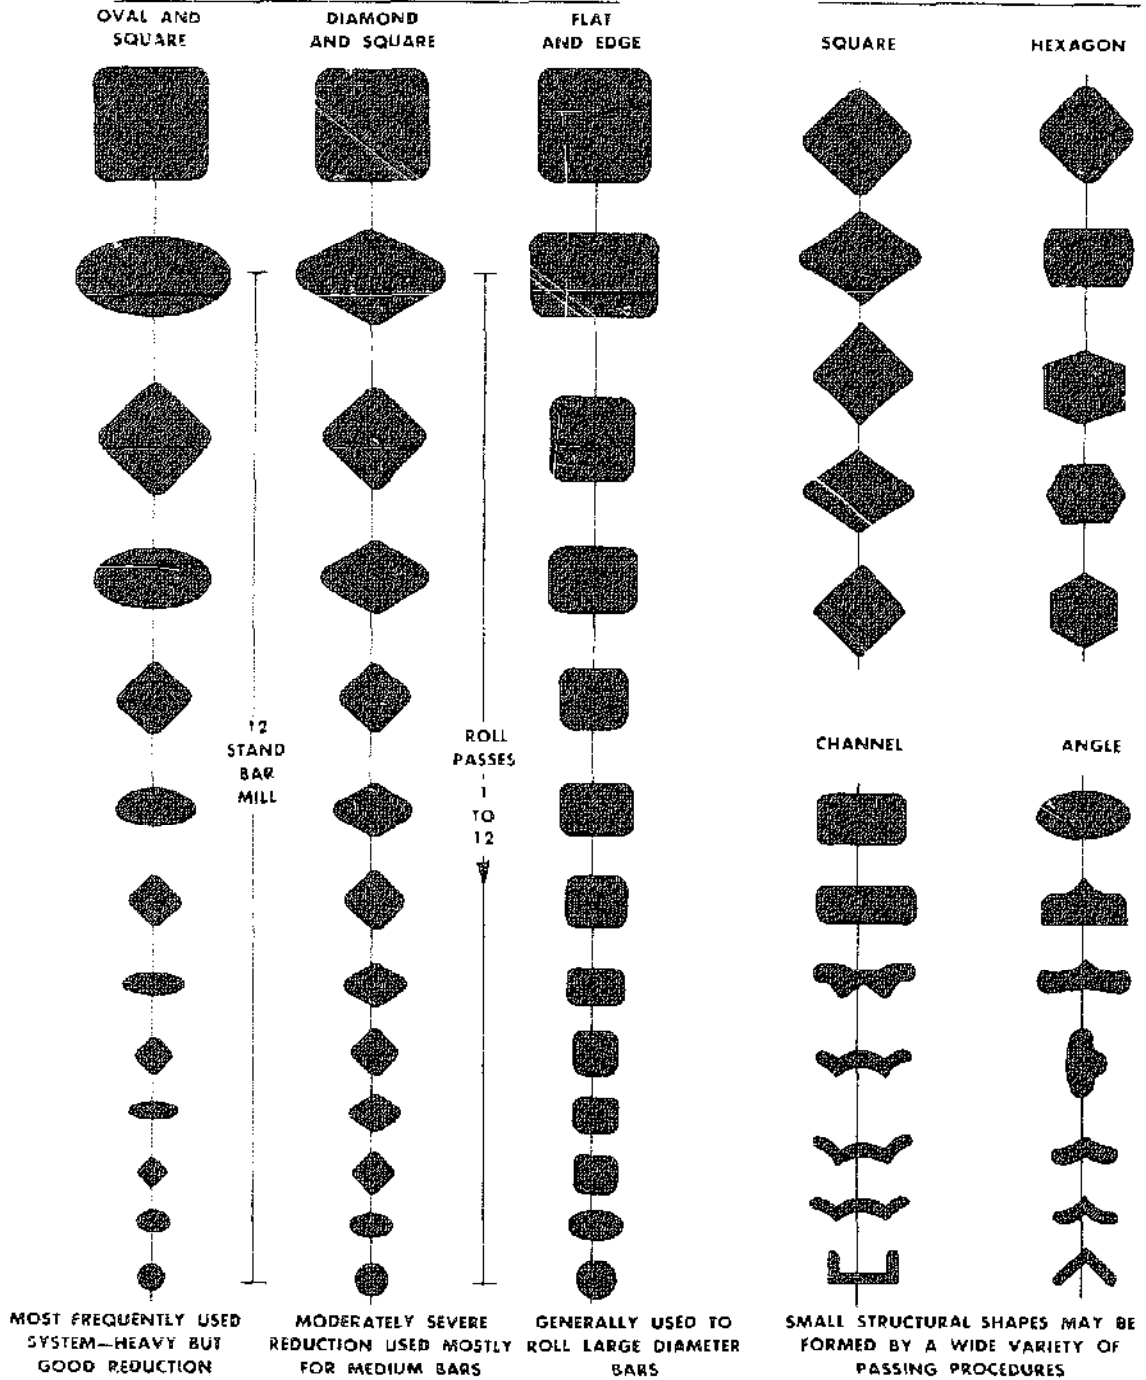 OVAL AND
SQUARE
DIAMOND
AND SQUARE
FLAT
AND EDGE
SQUARE
HEXAGON
12
STAND
BAR
MILL
ROLL
PASSES
1
TO
12
CHANNEL
ANGLE
MOST FREQUENTLY USED
SYSTEM—HEAVY BUT
GOOD REDUCTION
MODERATELY SEVERE
REDUCTION USED MOSTLY
FOR MEDIUM BARS
GENERALLY USED TO
ROLL LARGE DIAMETER
BARS
SMALL STRUCTURAL SHAPES MAY BE
FORMED BY A WIDE VARIETY OF
PASSING PROCEDURES